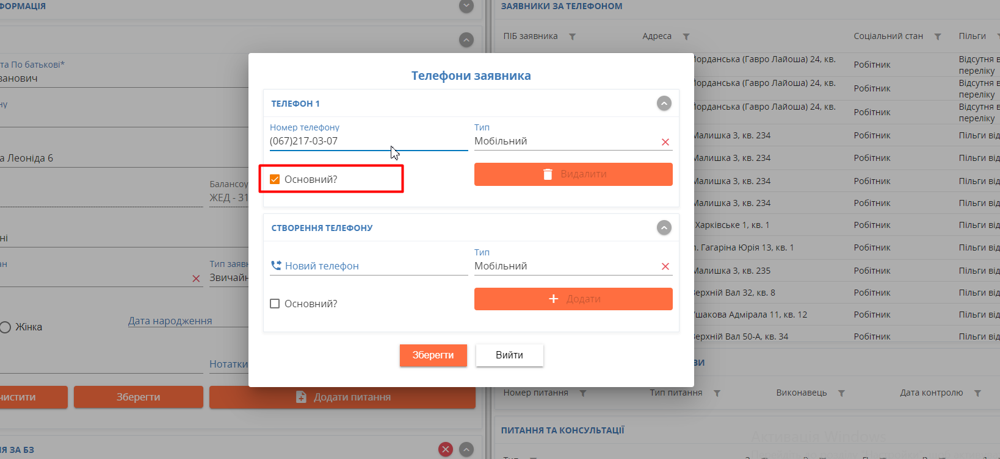 ФОРМАЦІЯ
та По батькові*
ванович
ну
а Леоніда 6
Балансоу
ЖЕД - 31
ні
ан
Тип заявн
Звичайн
Жінка
Дата народження
Нотатки
чистити
Зберегти
Додати питання
Я ЗА БЗ
Телефони заявника
ТЕЛЕФОН 1
Номер телефону
Тип
(067)217-03-07
Мобільний
Основний?
Видалити
СТВОРЕННЯ ТЕЛЕФОНУ
Тип
Новий телефон
Мобільний
Основний?
Додати
Зберегти
Вийти
ЗАЯВНИКИ ЗА ТЕЛЕФОНОМ
ПІБ заявника
Адреса
Соціальний стан
Пільги
йорданська (Гавро Лайоша) 24, кв.
Робітник
Відсутня в
переліку
йорданська (Гавро Лайоша) 24, кв.
Робітник
Відсутня в
переліку
йорданська (Гавро Лайоша) 24, кв.
Робітник
Відсутня в
переліку
Малишка 3, кв. 234
Робітник
Пільги від
Малишка 3, кв. 234
Робітник
Пільги від
Малишка 3, кв. 234
Робітник
Пільги від
Малишка 3, кв. 234
Робітник
Пільги від
Харківське 1, кв. 1
Робітник
Пільги від
л. Гагаріна Юрія 13, кв. 1
Робітник
Пільги від
Малишка 3, кв. 235
Робітник
Пільги від
Верхній Вал 32, кв. 8
Робітник
Пільги від
Ушакова Адмірала 11, кв. 12
Робітник
Пільги від
Верхній Вал 50-А, кв. 34
Робітник
Пільги від
ВИ
Номер питання
Тип питання
Виконавець
Дата контролю
ПИТАННЯ ТА КОНСУЛЬТАЦІЇ
Активація Windows